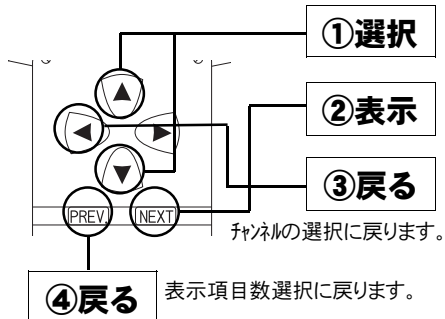 ①選択
②表示
③戻る
PREV.
NEXT
ﾁｬﾝﾈﾙの選択に戻ります。
④戻る
表示項目数選択に戻ります。